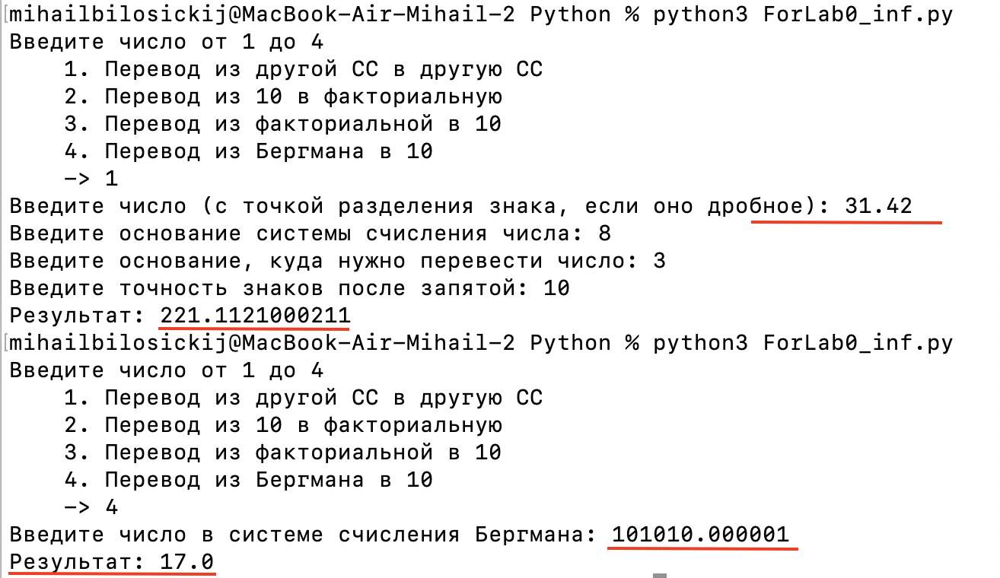 [mihailbilosickij@MacBook-Air-Mihail-2 Python % python3 ForLab0_inf.py
Введите число от 1 до 4
    1. Перевод из другой СС в другую СС
    2. Перевод из 10 в факториальную
    3. Перевод из факториальной в 10
    4. Перевод из Бергмана в 10
    -> 1
Введите число (с точкой разделения знака, если оно дробное): 31.42
Введите основание системы счисления числа: 8
Введите основание, куда нужно перевести число: 3
Введите точность знаков после запятой: 10
Результат: 221.1121000211
[mihailbilosickij@MacBook-Air-Mihail-2 Python % python3 ForLab0_inf.py
Введите число от 1 до 4
    1. Перевод из другой СС в другую СС
    2. Перевод из 10 в факториальную
    3. Перевод из факториальной в 10
    4. Перевод из Бергмана в 10
    -> 4
Введите число в системе счисления Бергмана: 101010.000001
Результат: 17.0